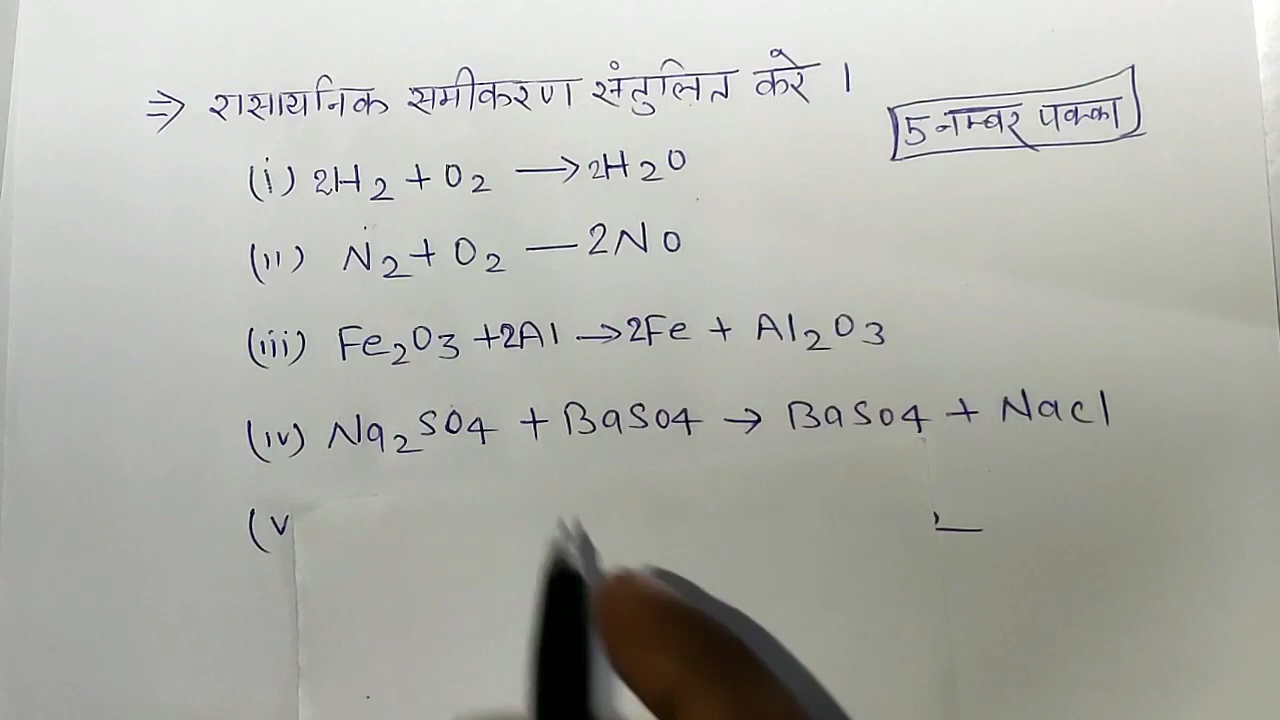 ⇒ रासायनिक समीकरण संतुलित करे ।
5 नम्बर पक्का
(i) 2H₂ + O₂ → 2H₂O
(ii) N₂ + O₂ — 2NO
(iii) Fe₂O₃ + 2Al → 2Fe + Al₂O₃
(iv) Na₂SO₄ + BaSO4 → BaSO4 + NaCl
(v